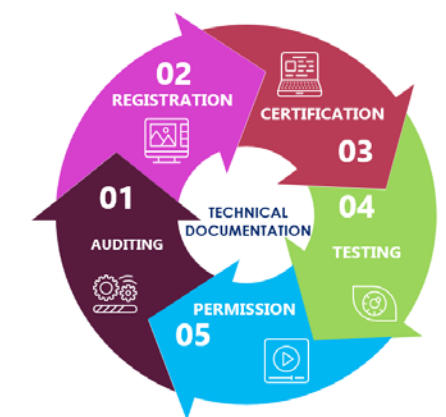 01
AUDITING
02
REGISTRATION
CERTIFICATION
03
04
TESTING
PERMISSION
05
TECHNICAL
DOCUMENTATION